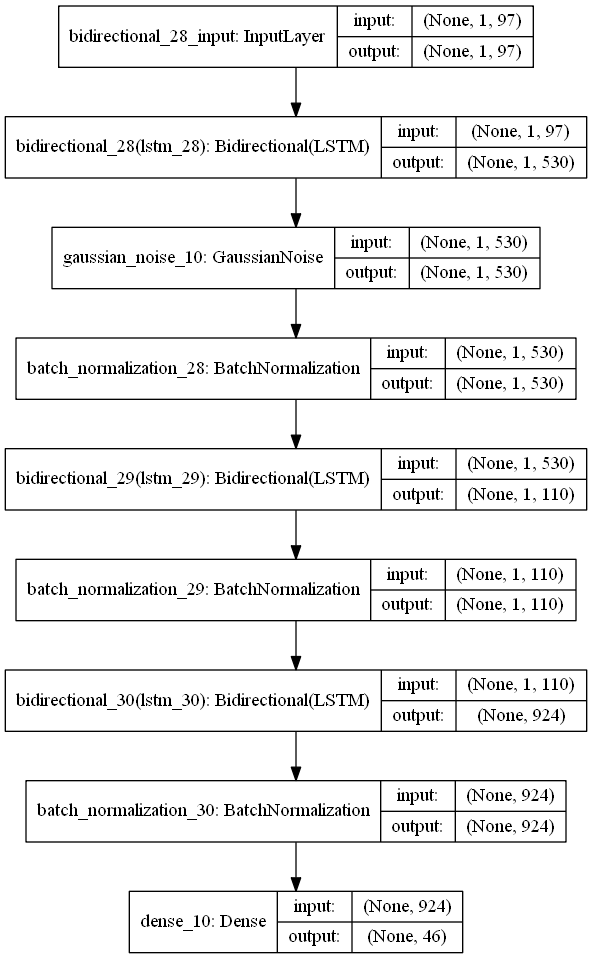 bidirectional_28_input: InputLayer
input: (None, 1, 97)
output: (None, 1, 97)
bidirectional_28(lstm_28): Bidirectional(LSTM)
input: (None, 1, 97)
output: (None, 1, 530)
gaussian_noise_10: GaussianNoise
input: (None, 1, 530)
output: (None, 1, 530)
batch_normalization_28: BatchNormalization
input: (None, 1, 530)
output: (None, 1, 530)
bidirectional_29(lstm_29): Bidirectional(LSTM)
input: (None, 1, 530)
output: (None, 1, 110)
batch_normalization_29: BatchNormalization
input: (None, 1, 110)
output: (None, 1, 110)
bidirectional_30(lstm_30): Bidirectional(LSTM)
input: (None, 1, 110)
output: (None, 924)
batch_normalization_30: BatchNormalization
input: (None, 924)
output: (None, 924)
dense_10: Dense
input: (None, 924)
output: (None, 46)